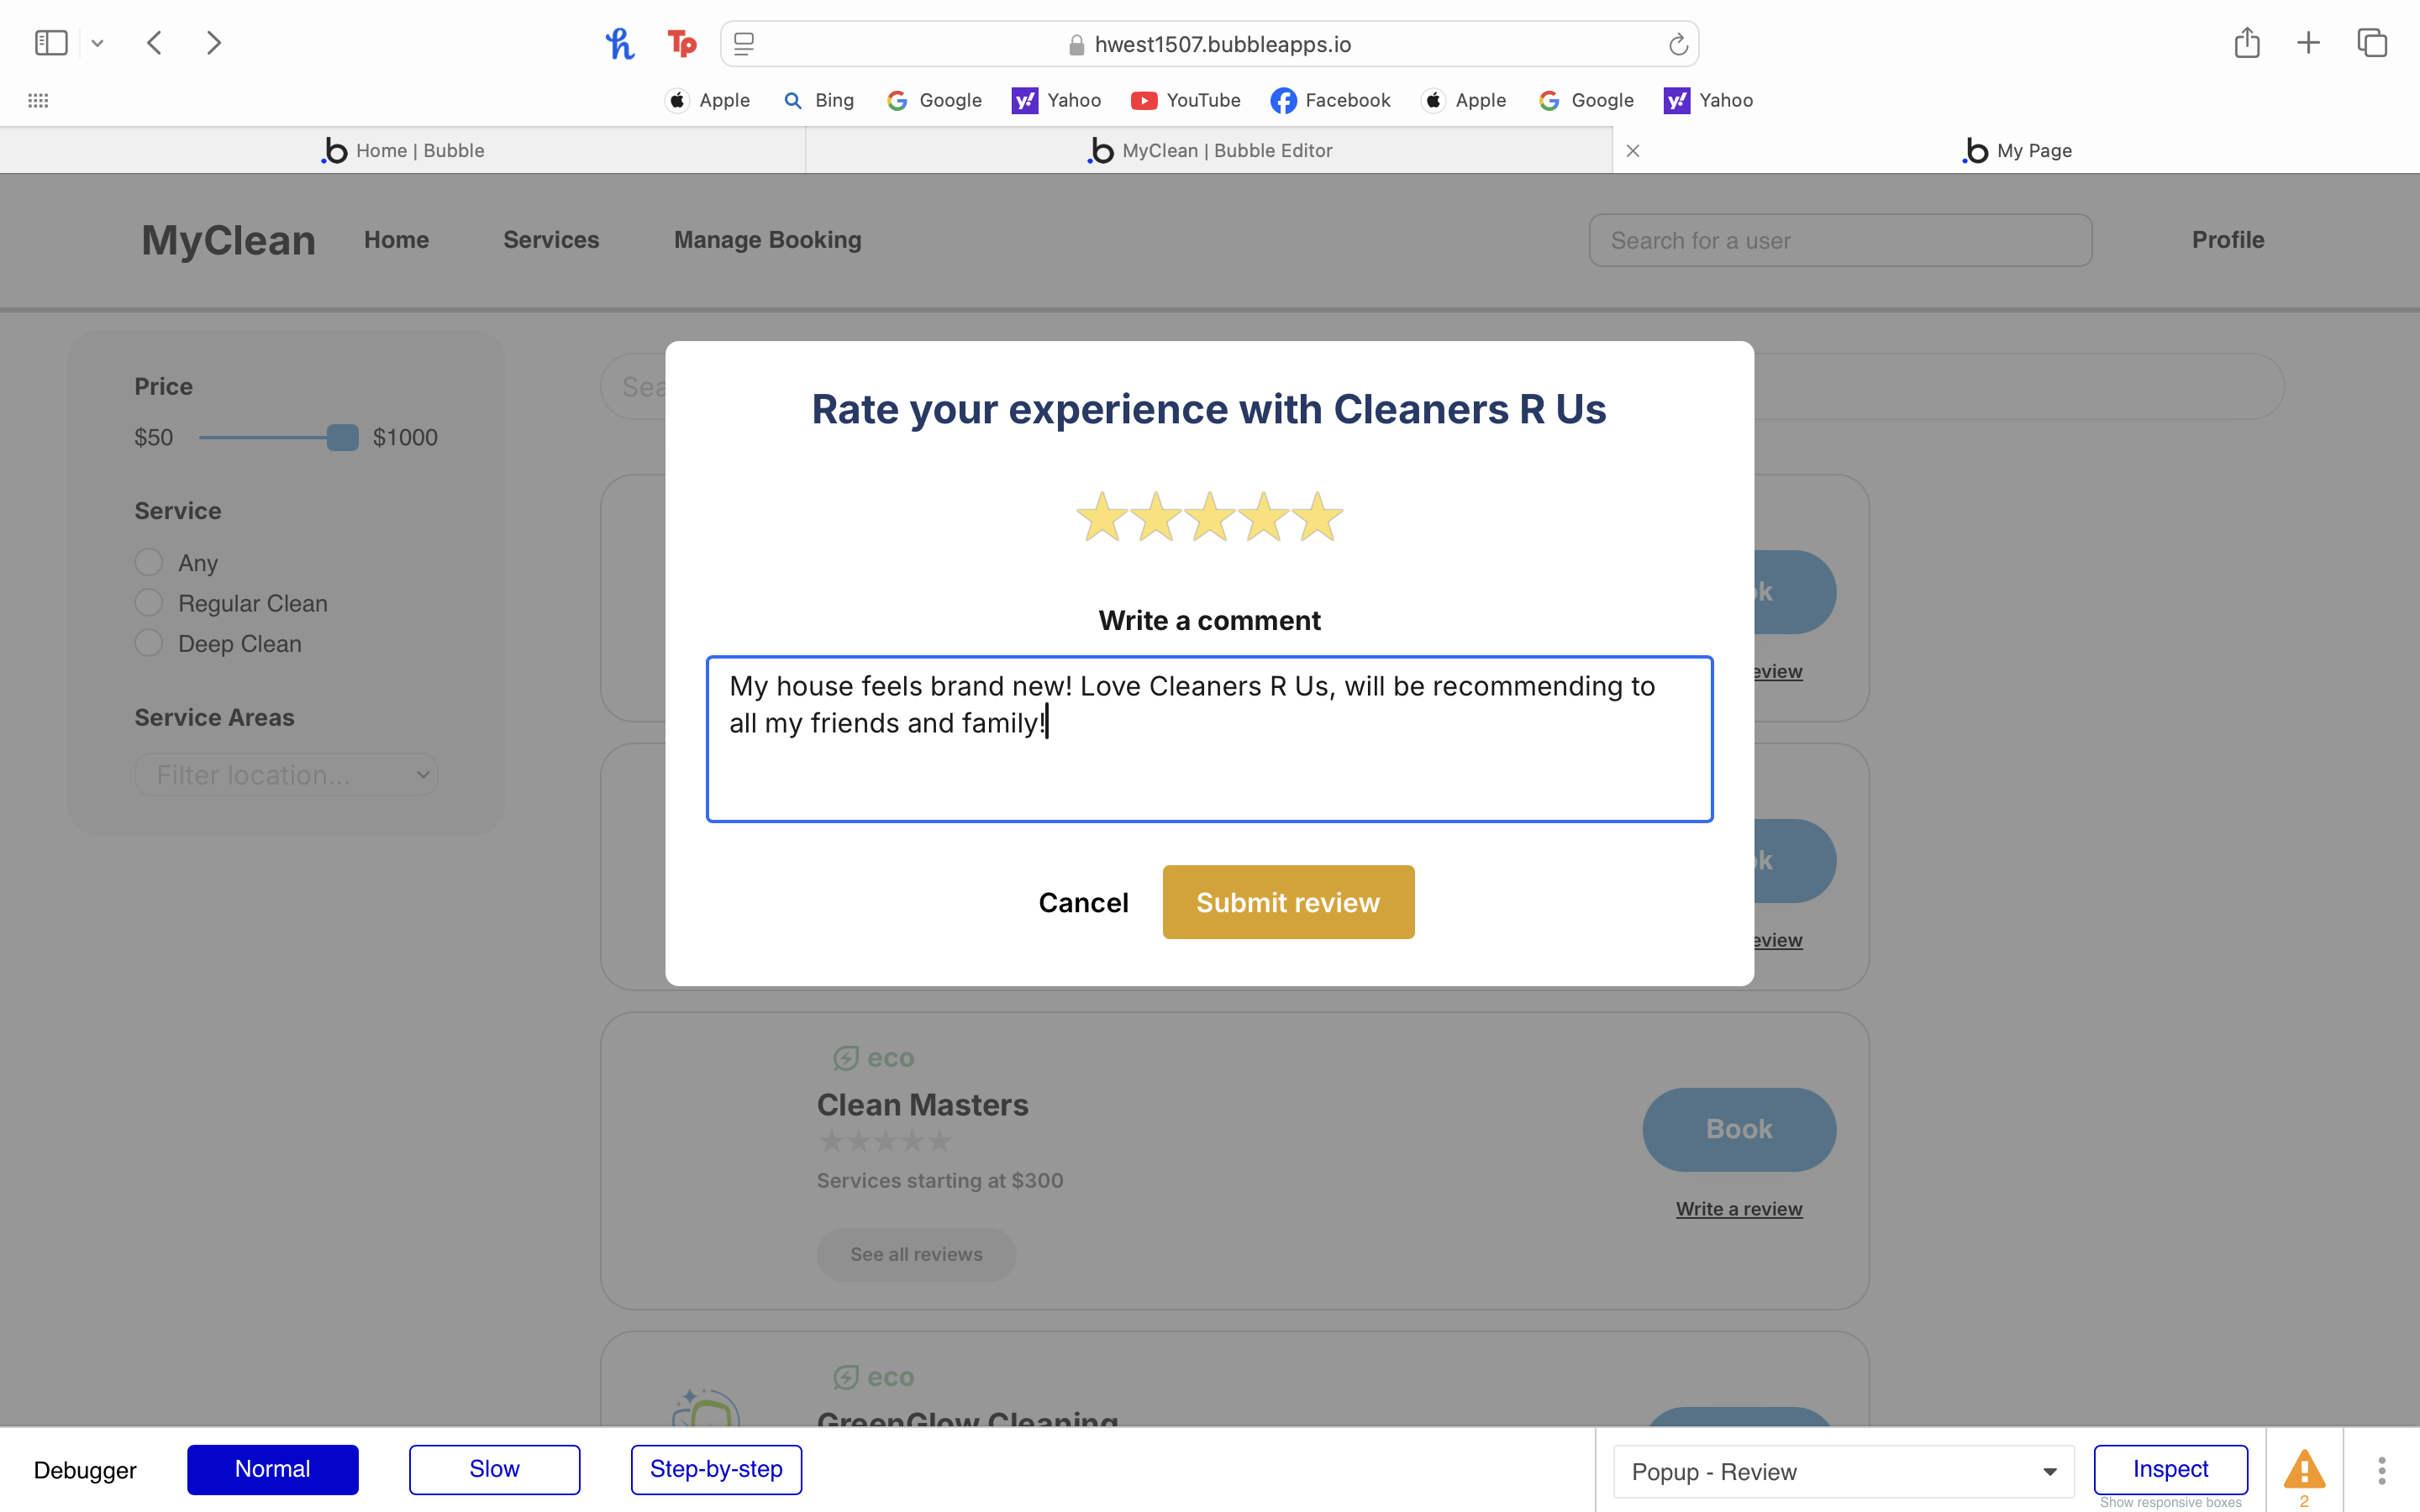 hwest1507.bubbleapps.io
Apple Bing Google Yahoo YouTube Facebook Apple Google Yahoo
Home | Bubble MyClean | Bubble Editor My Page
MyClean Home Services Manage Booking Search for a user Profile
Price
$50 $1000
Service
Any
Regular Clean
Deep Clean
Service Areas
Filter location...
Sea
Rate your experience with Cleaners R Us
Write a comment
My house feels brand new! Love Cleaners R Us, will be recommending to
all my friends and family!
Cancel Submit review
k
eview
k
eview
eco
Clean Masters
Services starting at $300
See all reviews
Book
Write a review
eco
GreenGlow Cleaning
Debugger Normal Slow Step-by-step Popup - Review Inspect
Show responsive boxes 2